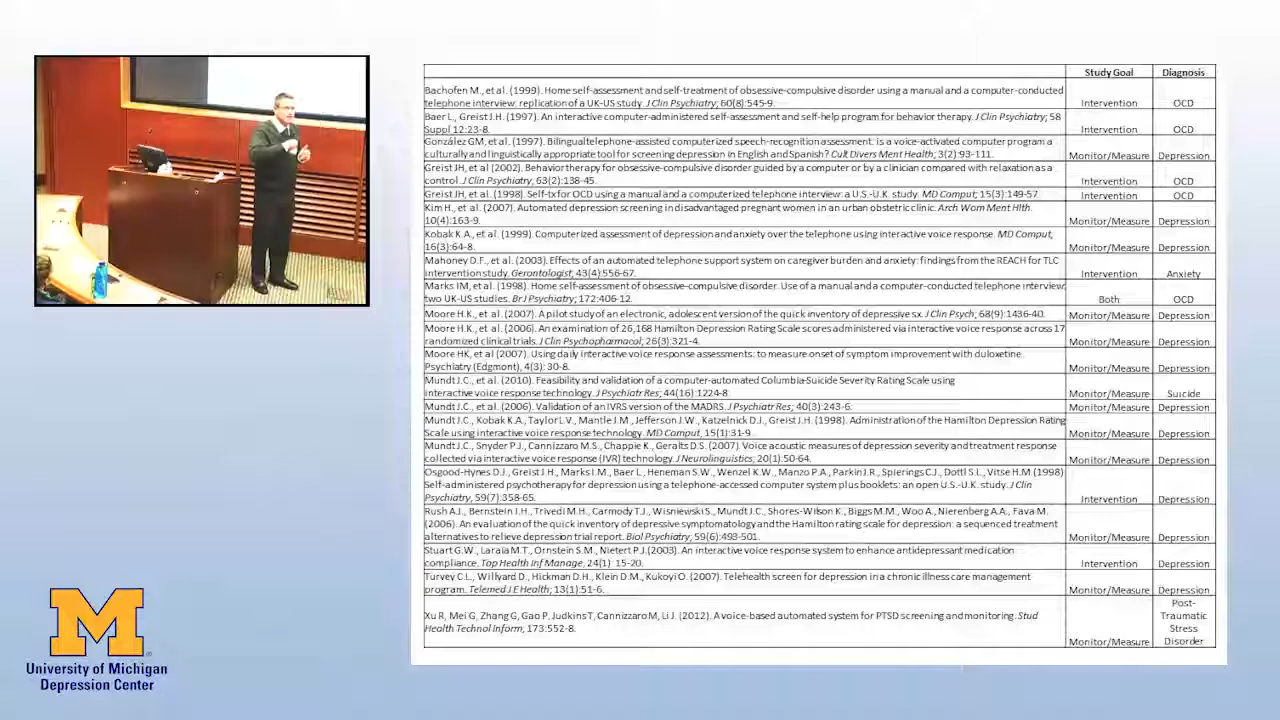 Study Goal Diagnosis
Bachofen M., et al. (1999). Home self-assessment and self-treatment of obsessive-compulsive disorder using a manual and a computer-conducted
telephone interview: replication of a UK-US study. J Clin Psychiatry; 60(8):545-9. Intervention OCD
Baer L., Greist J.H. (1997). An interactive computer-administered self-assessment and self-help program for behavior therapy. J Clin Psychiatry; 58
Suppl 12:23-8. Intervention OCD
González GM, et al. (1997). Bilingual telephone-assisted computerized speech-recognition assessment: is a voice-activated computer program a
culturally and linguistically appropriate tool for screening depression in English and Spanish? Cult Divers Ment Health; 3(2):93-111. Monitor/Measure Depression
Greist JH, et al (2002). Behavior therapy for obsessive-compulsive disorder guided by a computer or by a clinician compared with relaxation as a
control. J Clin Psychiatry, 63(2):138-45. Intervention OCD
Greist JH, et al. (1998). Self-tx for OCD using a manual and a computerized telephone interview: a U.S.-U.K. study. MD Comput; 15(3):149-57. Intervention OCD
Kim H., et al. (2007). Automated depression screening in disadvantaged pregnant women in an urban obstetric clinic. Arch Wom Ment Hlth.
10(4):163-9. Monitor/Measure Depression
Kobak K.A., et al. (1999). Computerized assessment of depression and anxiety over the telephone using interactive voice response. MD Comput,
16(3):64-8. Monitor/Measure Depression
Mahoney D.F., et al. (2003). Effects of an automated telephone support system on caregiver burden and anxiety: findings from the REACH for TLC
intervention study. Gerontologist; 43(4):556-67. Intervention Anxiety
Marks IM, et al. (1998). Home self-assessment of obsessive-compulsive disorder. Use of a manual and a computer-conducted telephone interview:
two UK-US studies. Br J Psychiatry; 172:406-12. Both OCD
Moore H.K., et al. (2007). A pilot study of an electronic, adolescent version of the quick inventory of depressive sx. J Clin Psych; 68(9):1436-40. Monitor/Measure Depression
Moore H.K., et al. (2006). An examination of 26,168 Hamilton Depression Rating Scale scores administered via interactive voice response across 17
randomized clinical trials. J Clin Psychopharmacol; 26(3):321-4. Monitor/Measure Depression
Moore HK, et al (2007). Using daily interactive voice response assessments: to measure onset of symptom improvement with duloxetine.
Psychiatry (Edgmont), 4(3): 30-8. Monitor/Measure Depression
Mundt J.C., et al. (2010). Feasibility and validation of a computer-automated Columbia-Suicide Severity Rating Scale using
interactive voice response technology. J Psychiatr Res; 44(16):1224-8. Monitor/Measure Suicide
Mundt J.C., et al. (2006). Validation of an IVRS version of the MADRS. J Psychiatr Res; 40(3):243-6. Monitor/Measure Depression
Mundt J.C., Kobak K.A., Taylor L.V., Mantle J.M., Jefferson J.W., Katzelnick D.J., Greist J.H. (1998). Administration of the Hamilton Depression Rating
Scale using interactive voice response technology. MD Comput, 15(1):31-9. Monitor/Measure Depression
Mundt J.C., Snyder P.J., Cannizzaro M.S., Chappie K., Geralts D.S. (2007). Voice acoustic measures of depression severity and treatment response
collected via interactive voice response (IVR) technology. J Neurolinguistics; 20(1):50-64. Monitor/Measure Depression
Osgood-Hynes D.J., Greist J.H., Marks I.M., Baer L., Heneman S.W., Wenzel K.W., Manzo P.A., Parkin J.R., Spierings C.J., Dottl S.L., Vitse H.M. (1998).
Self-administered psychotherapy for depression using a telephone-accessed computer system plus booklets: an open U.S.-U.K. study. J Clin
Psychiatry, 59(7):358-65. Intervention Depression
Rush A.J., Bernstein I.H., Trivedi M.H., Carmody T.J., Wisniewski S., Mundt J.C., Shores-Wilson K., Biggs M.M., Woo A., Nierenberg A.A., Fava M.
(2006). An evaluation of the quick inventory of depressive symptomatology and the Hamilton rating scale for depression: a sequenced treatment
alternatives to relieve depression trial report. Biol Psychiatry, 59(6):493-501. Monitor/Measure Depression
Stuart G.W., Laraia M.T., Ornstein S.M., Nietert P.J. (2003). An interactive voice response system to enhance antidepressant medication
compliance. Top Health Inf Manage, 24(1): 15-20. Intervention Depression
Turvey C.L., Willyard D., Hickman D.H., Klein D.M., Kukoyi O. (2007). Telehealth screen for depression in a chronic illness care management
program. Telemed J E Health; 13(1):51-6. Monitor/Measure Depression
Xu R, Mei G, Zhang G, Gao P, Judkins T, Cannizzaro M, Li J. (2012). A voice-based automated system for PTSD screening and monitoring. Stud
Health Technol Inform, 173:552-8. Monitor/Measure Post-
Traumatic
Stress
Disorder
M
University of Michigan
Depression Center